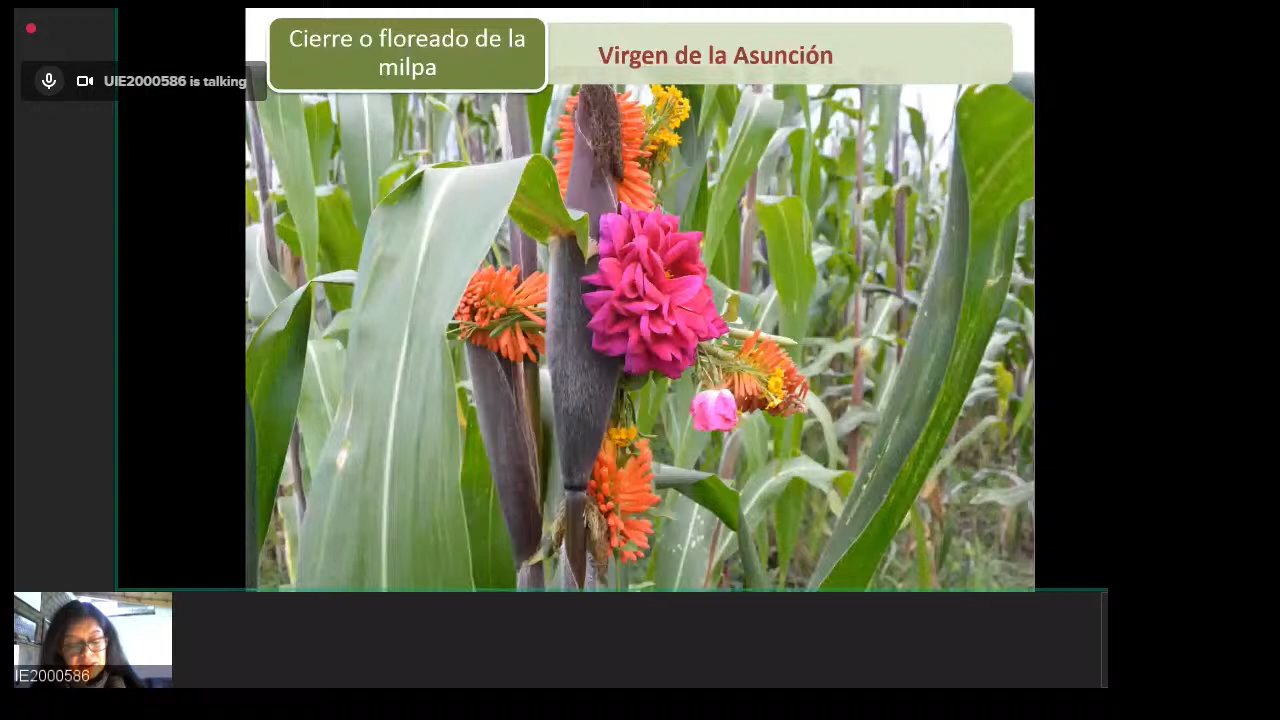 Cierre o floreado de la
milpa
Virgen de la Asunción
UIE2000586 is talking
IE2000586